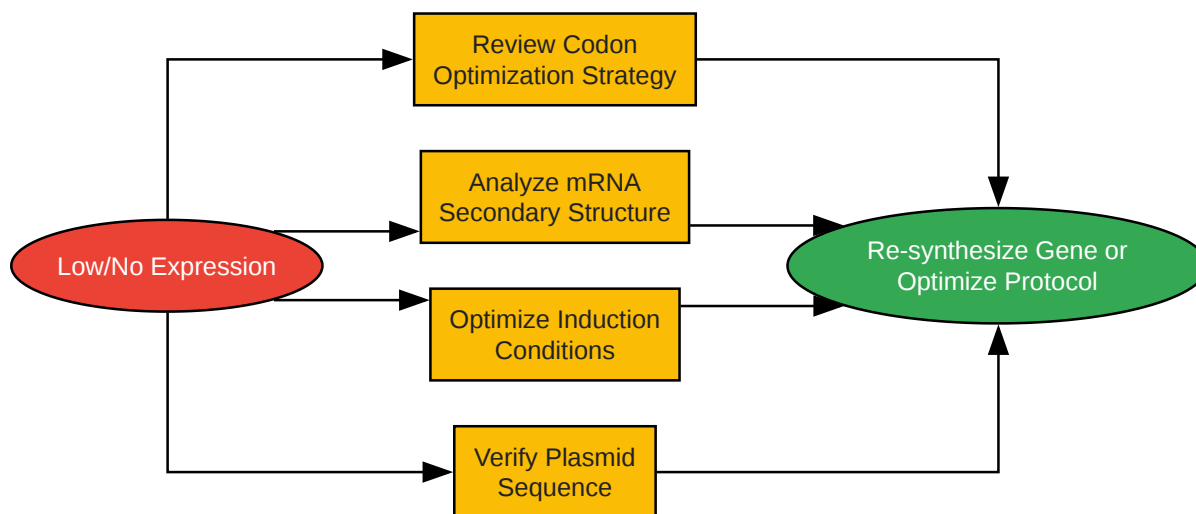 Review Codon
Optimization Strategy
Analyze mRNA
Secondary Structure
Low/No Expression
Re-synthesize Gene or
Optimize Protocol
Optimize Induction
Conditions
Verify Plasmid
Sequence